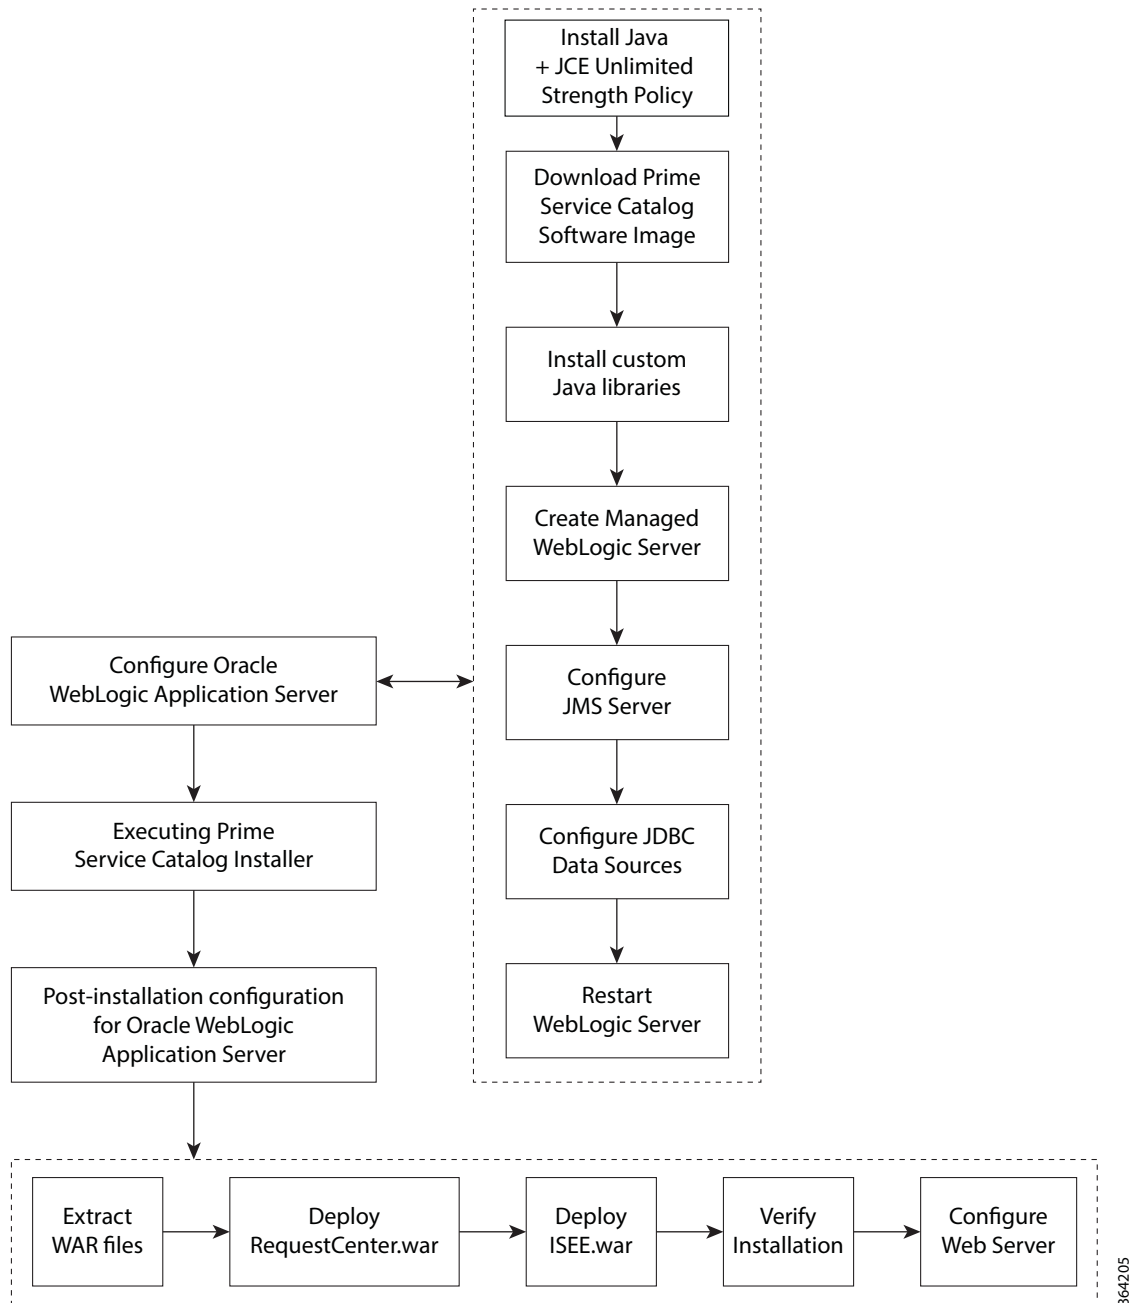 Install Java
+ JCE Unlimited
Strength Policy
Download Prime
Service Catalog
Software Image
Install custom
Java libraries
Create Managed
WebLogic Server
Configure Oracle
WebLogic Application Server
Configure
JMS Server
Executing Prime
Service Catalog Installer
Configure JDBC
Data Sources
Post-installation configuration
for Oracle WebLogic
Application Server
Restart
WebLogic Server
Extract
WAR files
Deploy
RequestCenter.war
Deploy
ISEE.war
Verify
Installation
Configure
Web Server
364205